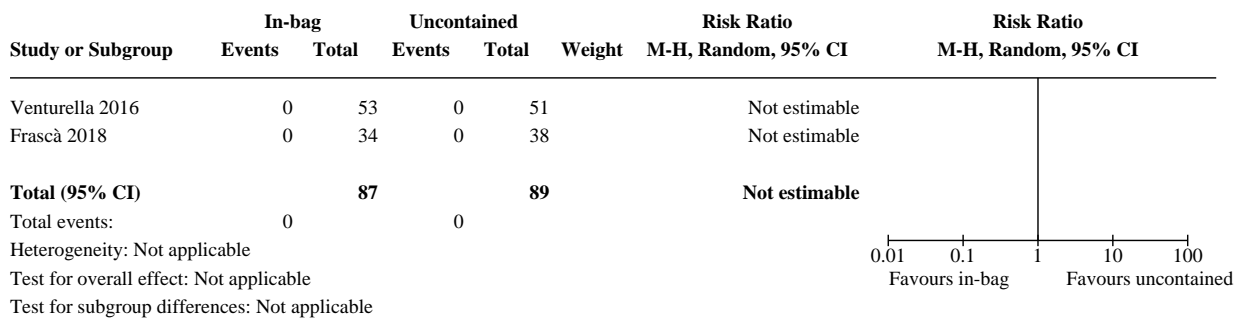 In-bag Uncontained Risk Ratio Risk Ratio
Study or Subgroup Events Total Events Total Weight M-H, Random, 95% CI M-H, Random, 95% CI
Venturella 2016 0 53 0 51 Not estimable
Frascà 2018 0 34 0 38 Not estimable
Total (95% CI) 87 89 Not estimable
Total events: 0 0
Heterogeneity: Not applicable
Test for overall effect: Not applicable
Test for subgroup differences: Not applicable
0.01 0.1 1 10 100
Favours in-bag Favours uncontained